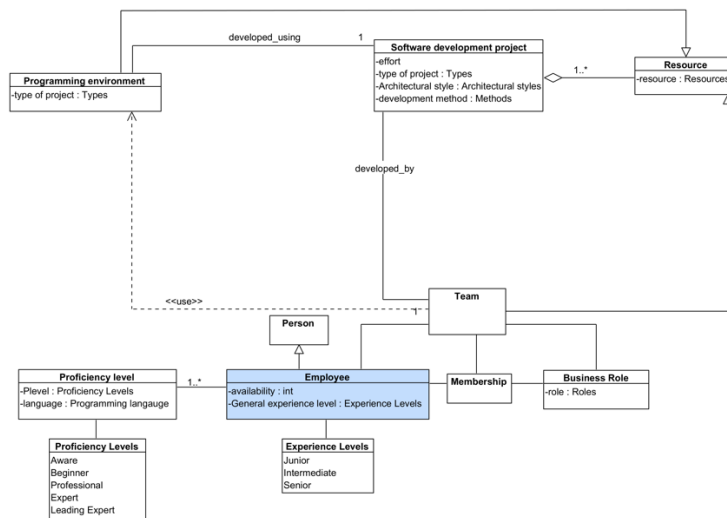 developed_using
1
Software development project
-effort
-type of project : Types
-Architectural style : Architectural styles
-development method : Methods
1..*
Resource
-resource : Resources
Programming environment
-type of project : Types
developed_by
<<use>>
1
Team
Person
Proficiency level
-Plevel : Proficiency Levels
-language : Programming langauge
1..*
Employee
-availability : int
-General experience level : Experience Levels
Membership
Business Role
-role : Roles
Proficiency Levels
Aware
Beginner
Professional
Expert
Leading Expert
Experience Levels
Junior
Intermediate
Senior